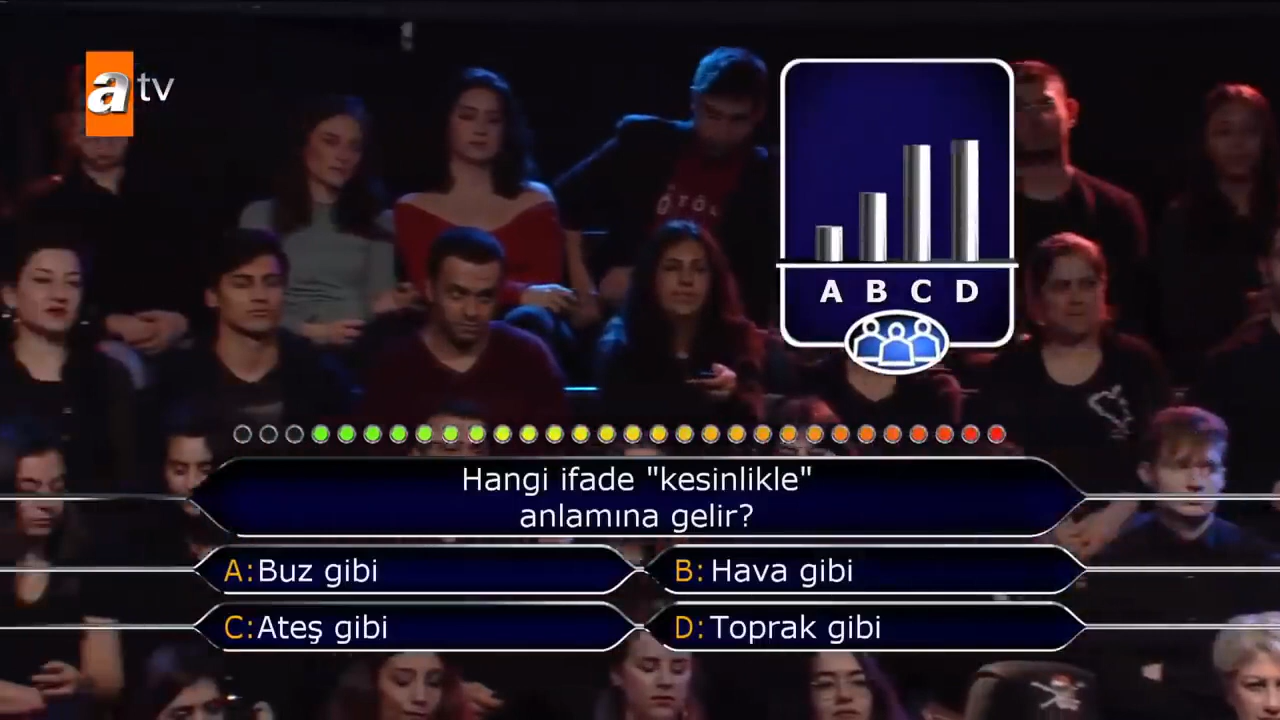 atv
A B C D
Hangi ifade "kesinlikle"
anlamına gelir?
A: Buz gibi
B: Hava gibi
C: Ateş gibi
D: Toprak gibi